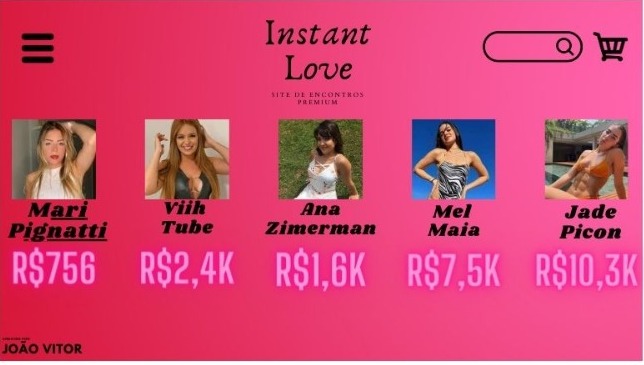 Instant
Love
SITE DE ENCONTROS
PREMIUM
Mari
Pignatti
Viih
Tube
Ana
Zimerman
Mel
Maia
Jade
Picon
R$756
R$2,4K
R$1,6K
R$7,5K
R$10,3K
JOÃO VITOR